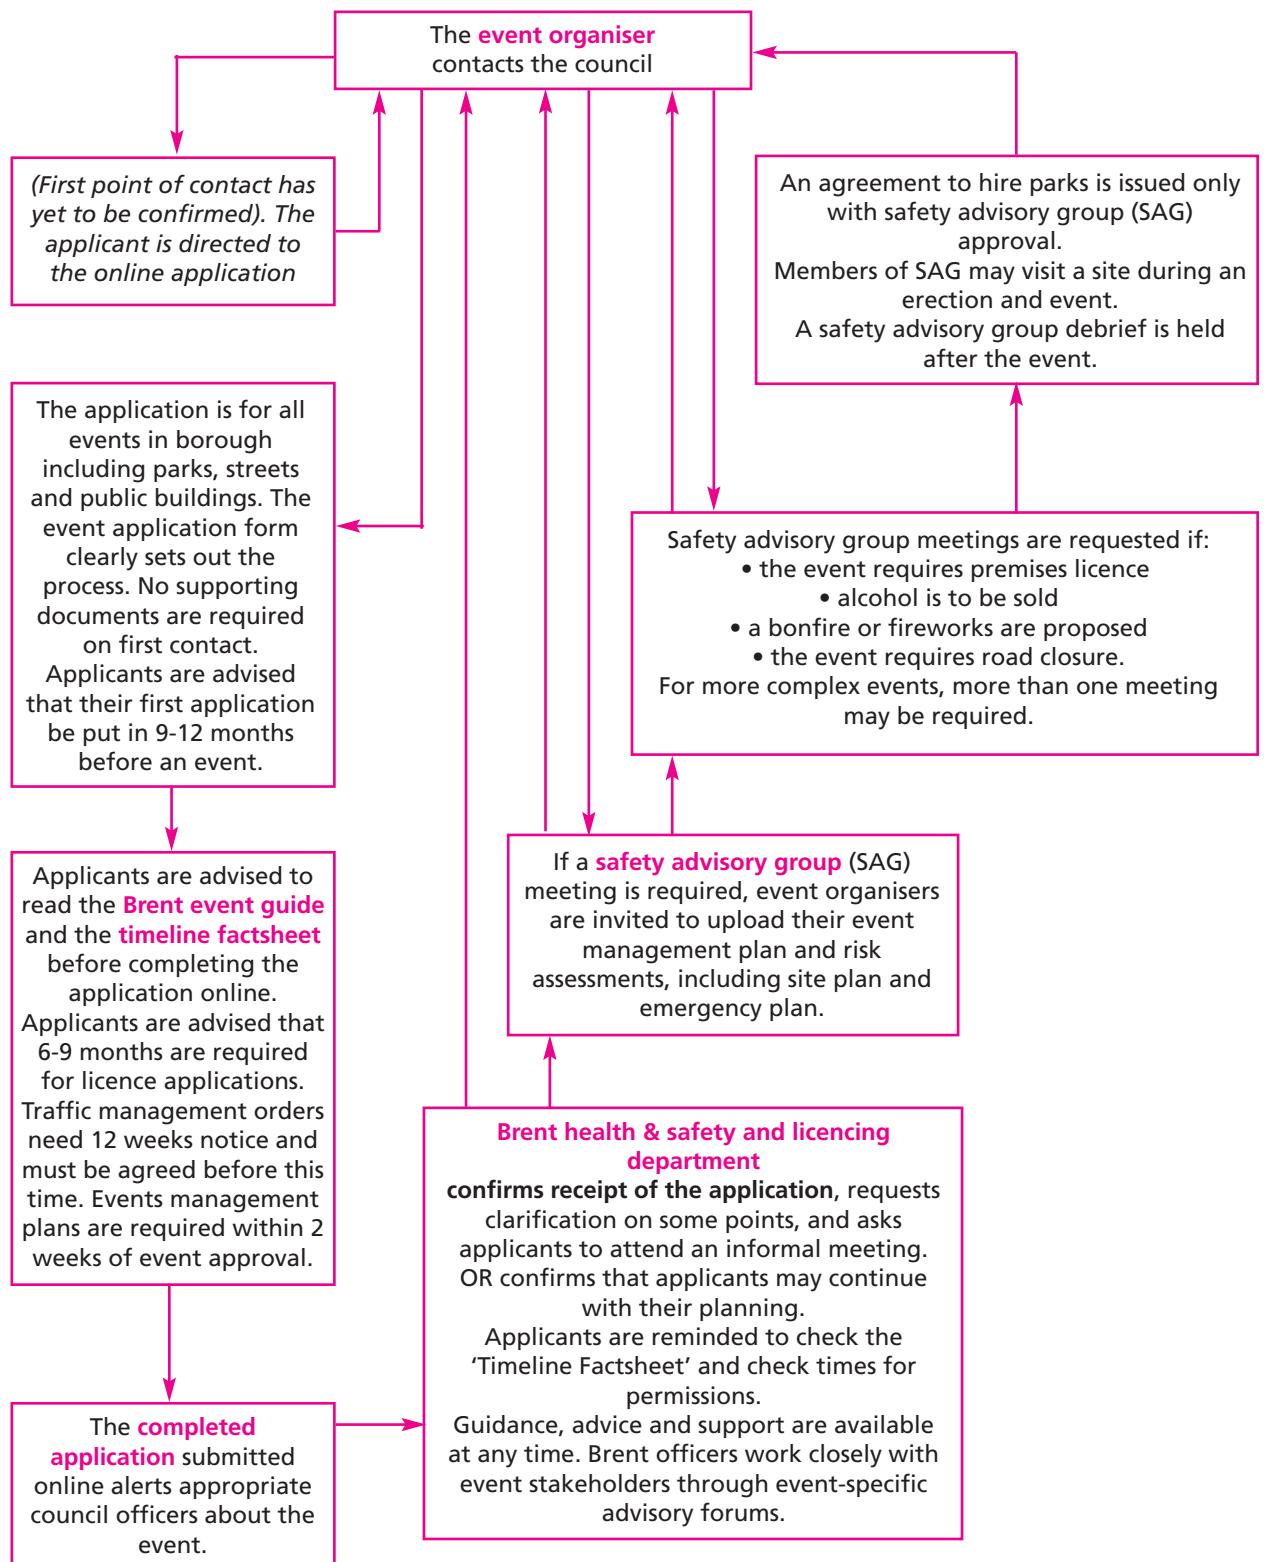 The event organiser
contacts the council
(First point of contact has
yet to be confirmed). The
applicant is directed to
the online application
An agreement to hire parks is issued only
with safety advisory group (SAG)
approval.
Members of SAG may visit a site during an
erection and event.
A safety advisory group debrief is held
after the event.
The application is for all
events in borough
including parks, streets
and public buildings. The
event application form
clearly sets out the
process. No supporting
documents are required
on first contact.
Applicants are advised
that their first application
be put in 9-12 months
before an event.
Safety advisory group meetings are requested if:
• the event requires premises licence
• alcohol is to be sold
• a bonfire or fireworks are proposed
• the event requires road closure.
For more complex events, more than one meeting
may be required.
If a safety advisory group (SAG)
meeting is required, event organisers
are invited to upload their event
management plan and risk
assessments, including site plan and
emergency plan.
Applicants are advised to
read the Brent event guide
and the timeline factsheet
before completing the
application online.
Applicants are advised that
6-9 months are required
for licence applications.
Traffic management orders
need 12 weeks notice and
must be agreed before this
time. Events management
plans are required within 2
weeks of event approval.
Brent health & safety and licencing
department
confirms receipt of the application, requests
clarification on some points, and asks
applicants to attend an informal meeting.
OR confirms that applicants may continue
with their planning.
Applicants are reminded to check the
‘Timeline Factsheet’ and check times for
permissions.
Guidance, advice and support are available
at any time. Brent officers work closely with
event stakeholders through event-specific
advisory forums.
The completed
application submitted
online alerts appropriate
council officers about the
event.